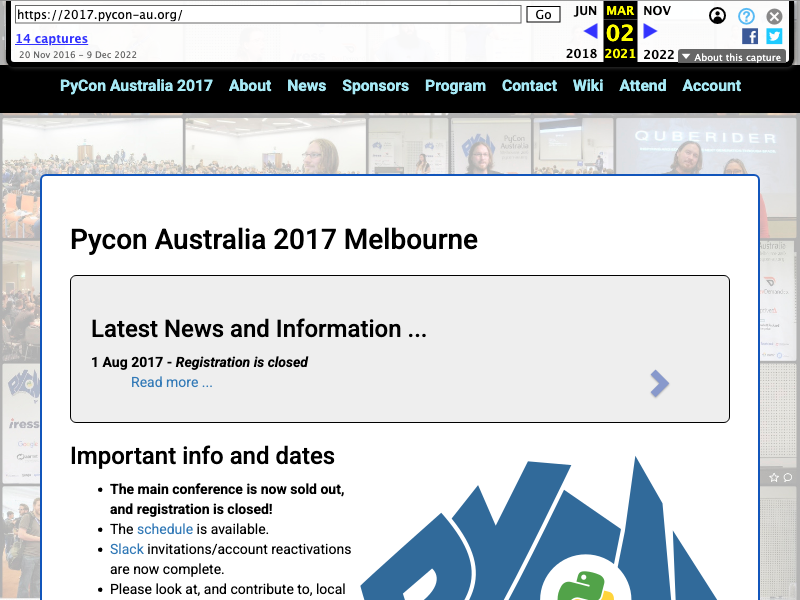 https://2017.pycon-au.org/
Go
JUN MAR NOV
14 captures
02
20 Nov 2016 – 9 Dec 2022
2018 2021 2022
About this capture
PyCon Australia 2017 About News Sponsors Program Contact Wiki Attend Account
PyCon
Australia
QUBERIDER
Pycon Australia 2017 Melbourne
Latest News and Information ...
1 Aug 2017 - Registration is closed
Read more ...
Important info and dates
The main conference is now sold out,
and registration is closed!
The schedule is available.
Slack invitations/account reactivations
are now complete.
Please look at, and contribute to, local